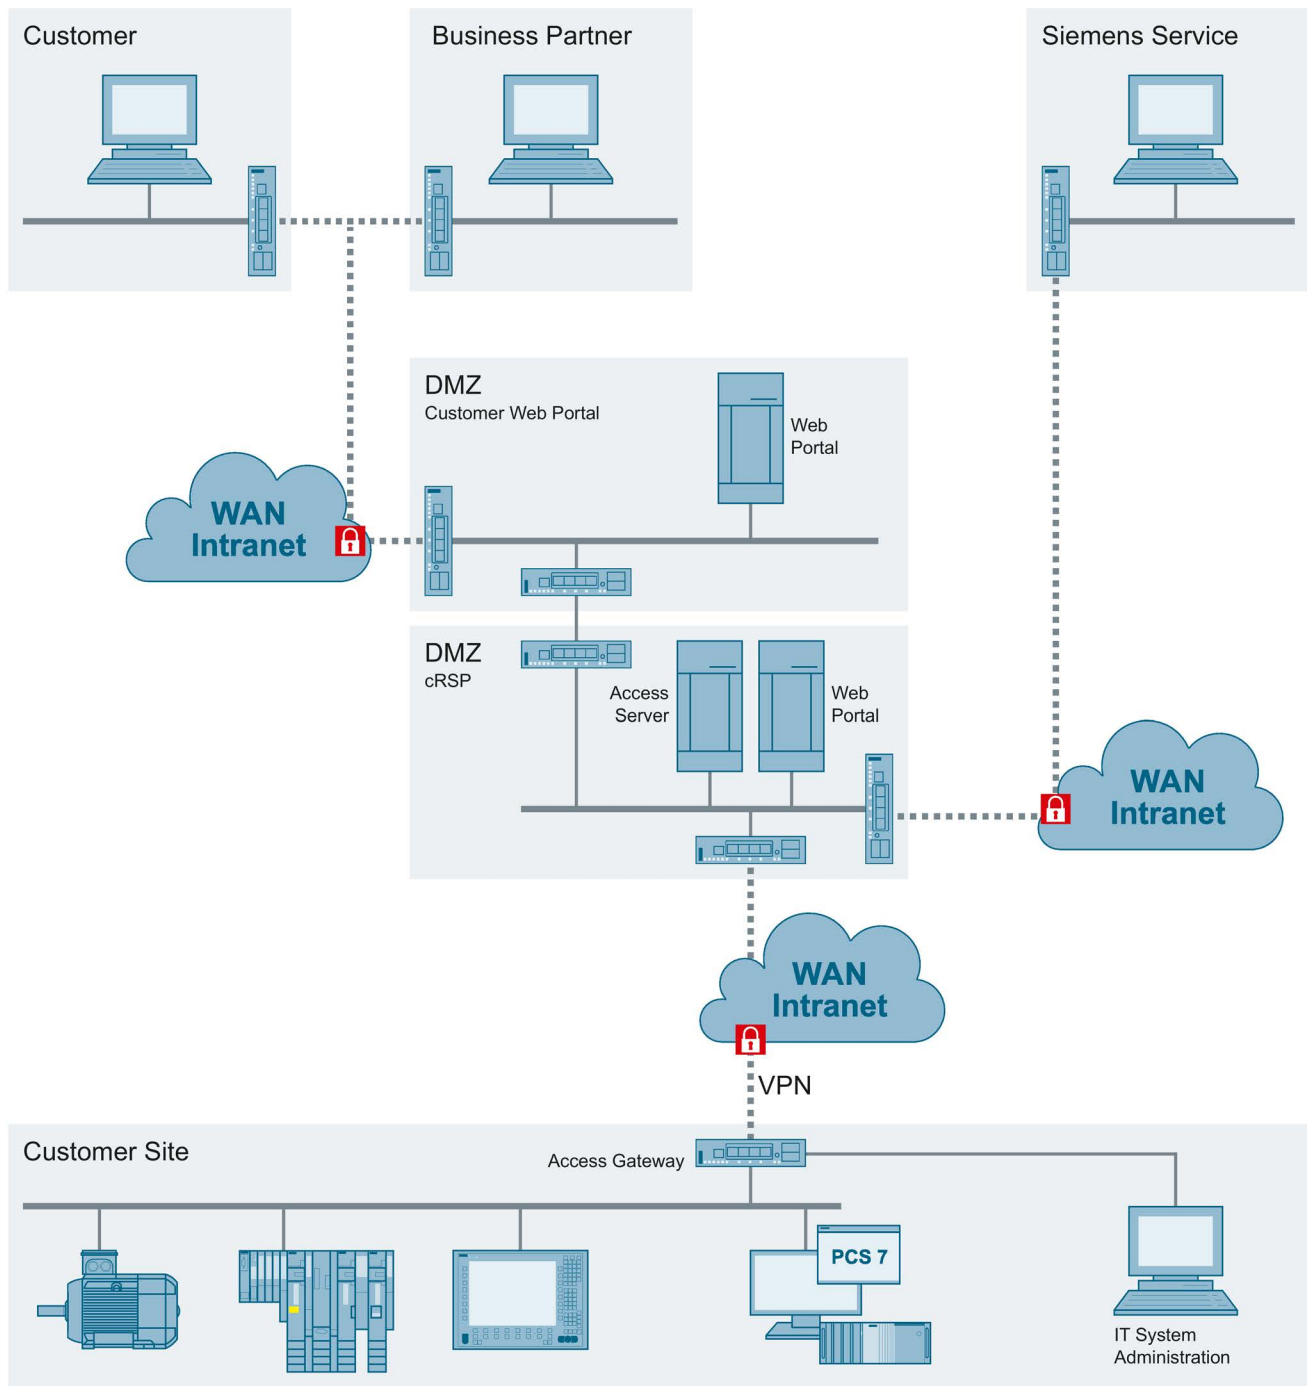 Customer
Business Partner
Siemens Service
DMZ
Customer Web Portal
Web
Portal
WAN
Intranet
DMZ
cRSP
Access
Server
Web
Portal
WAN
Intranet
WAN
Intranet
VPN
Customer Site
Access Gateway
PCS 7
IT System
Administration